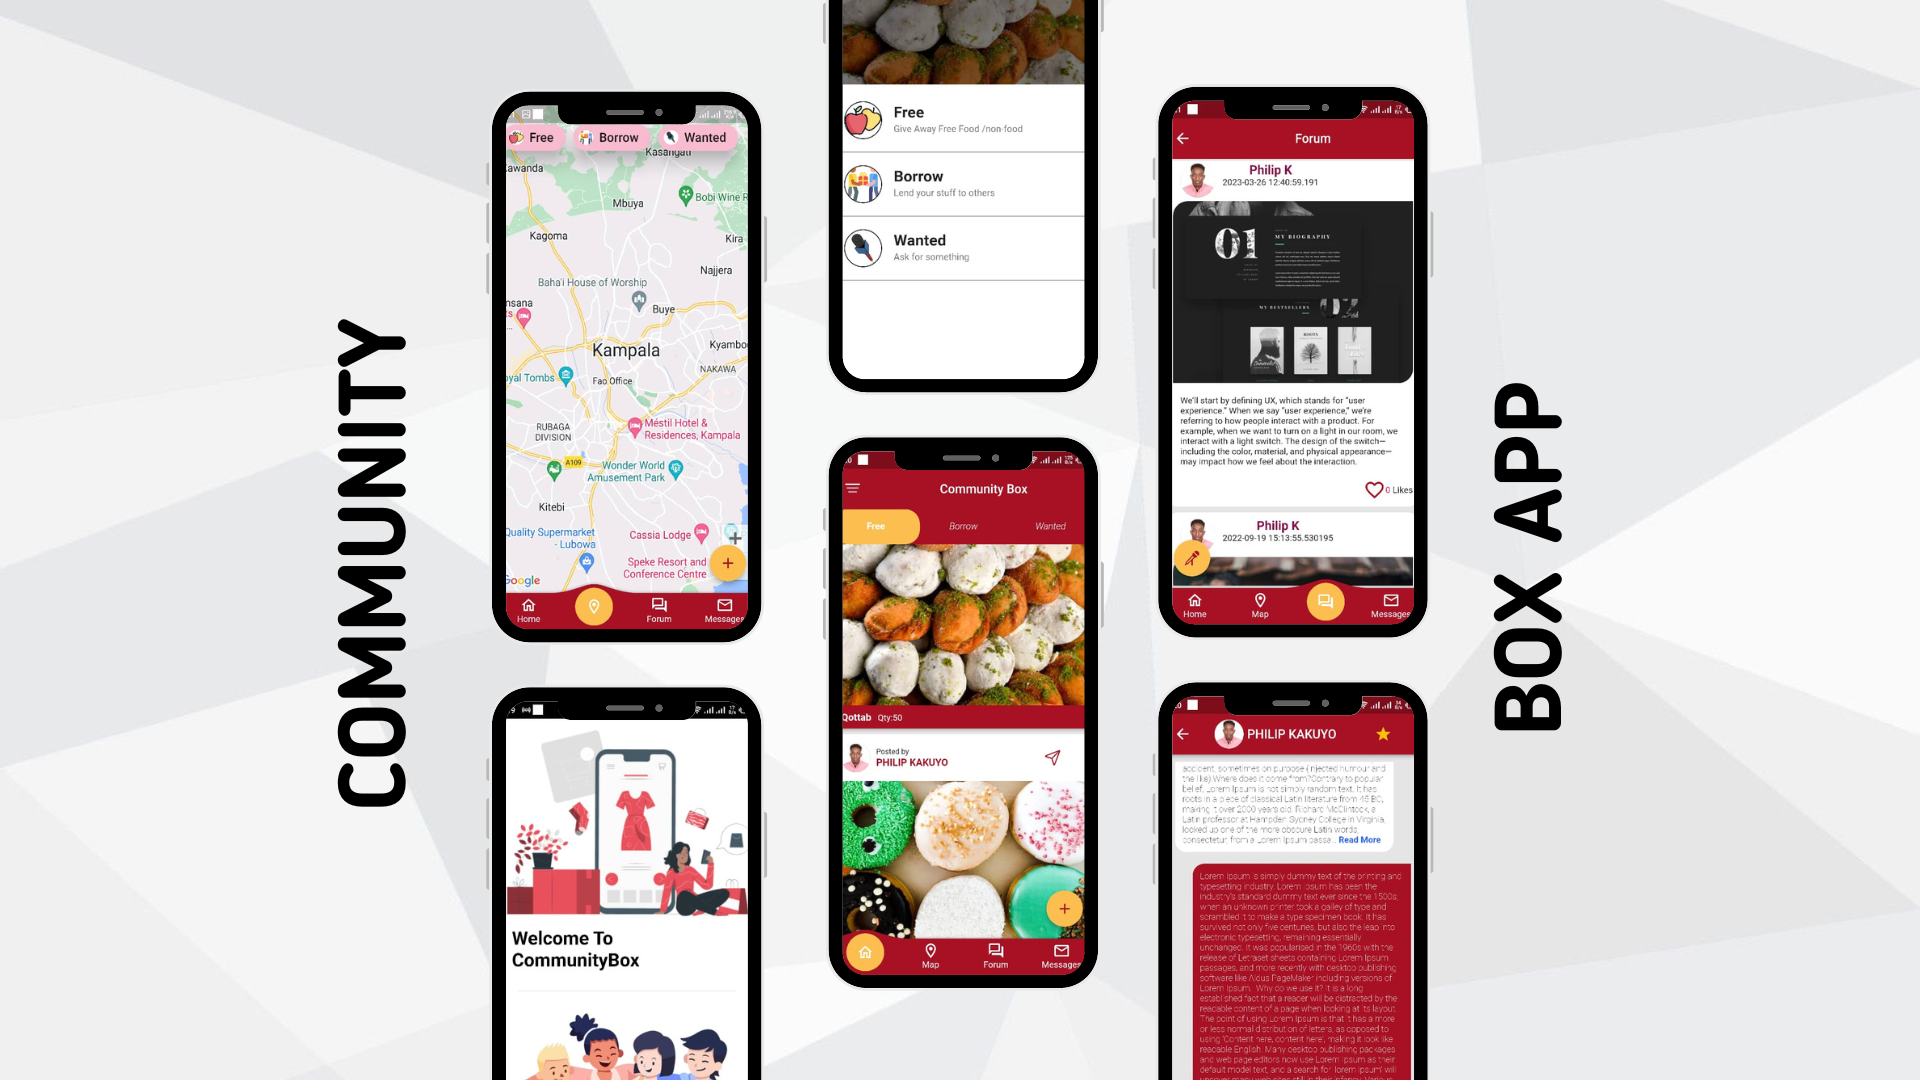 COMMUNITY
Free
Borrow
Wanted
Kasangati
awanda
Bobi Wine R
Mbuya
Kagoma
Kira
Najjera
Baha'i House of Worship
nsana
Buye
Kampala
Kyambo
NAKAWA
oyal Tombs
Fao Office
Méstil Hotel &
Residences, Kampala
RUBAGA
DIVISION
A109
Wonder World
Amusement Park
Kitebi
Quality Supermarket
- Lubowa
Cassia Lodge
Speke Resort and
Conference Centre
Google
Home
Forum
Messages
Welcome To
CommunityBox
Free
Give Away Free Food /non-food
Borrow
Lend your stuff to others
Wanted
Ask for something
Community Box
Free
Borrow
Wanted
Qottab Qty:50
Posted by
PHILIP KAKUYO
Map
Forum
Messages
Forum
Philip K
2023-03-26 12:40:59.191
01
MY BIOGRAPHY
MY BESTSELLERS
02
We'll start by defining UX, which stands for "user
experience." When we say "user experience," we're
referring to how people interact with a product. For
example, when we want to turn on a light in our room, we
interact with a light switch. The design of the switch—
including the color, material, and physical appearance—
may impact how we feel about the interaction.
0 Likes
Philip K
2022-09-19 15:13:55.530195
Home
Map
Messages
PHILIP KAKUYO
accident, sometimes on purpose (injected humour and
the like).Where does it come from?Contrary to popular
belief, Lorem Ipsum is not simply random text. It has
roots in a piece of classical Latin literature from 45 BC,
making it over 2000 years old. Richard McClintock, a
Latin professor at Hampden-Sydney College in Virginia,
looked up one of the more obscure Latin words,
consectetur, from a Lorem Ipsum passa... Read More
Lorem Ipsum is simply dummy text of the printing and
typesetting industry. Lorem Ipsum has been the
industry's standard dummy text ever since the 1500s,
when an unknown printer took a galley of type and
scrambled it to make a type specimen book. It has
survived not only five centuries, but also the leap into
electronic typesetting, remaining essentially
unchanged. It was popularised in the 1960s with the
release of Letraset sheets containing Lorem Ipsum
passages, and more recently with desktop publishing
software like Aldus PageMaker including versions of
Lorem Ipsum. Why do we use it? It is a long
established fact that a reader will be distracted by the
readable content of a page when looking at its layout.
The point of using Lorem Ipsum is that it has a more
or less normal distribution of letters, as opposed to
using 'Content here, content here', making it look like
readable English. Many desktop publishing packages
and web page editors now use Lorem Ipsum as their
default model text, and a search for 'lorem ipsum' will
BOX APP